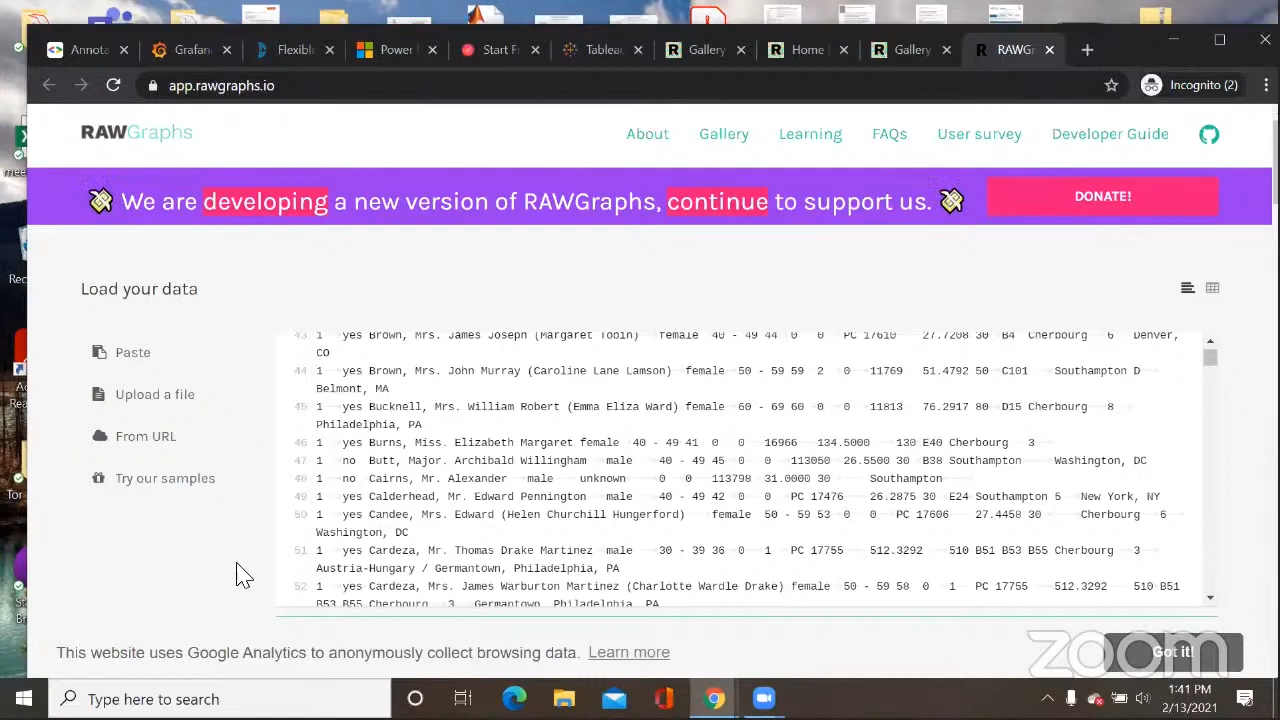 Annota
Grafan
Flexible
Power
Start Fr
Tableau
Gallery
Home
Gallery
RAWGr
app.rawgraphs.io
Incognito (2)
RAWGraphs
About
Gallery
Learning
FAQs
User survey
Developer Guide
We are developing a new version of RAWGraphs, continue to support us.
DONATE!
Load your data
Paste
Upload a file
From URL
Try our samples
43 1 yes Brown, Mrs. James Joseph (Margaret Tobin) female 40 - 49 44 0 0 PC 17610 27.7208 30 B4 Cherbourg 6 Denver,
CO
44 1 yes Brown, Mrs. John Murray (Caroline Lane Lamson) female 50 - 59 59 2 0 11769 51.4792 50 C101 Southampton D
Belmont, MA
45 1 yes Bucknell, Mrs. William Robert (Emma Eliza Ward) female 60 - 69 60 0 0 11813 76.2917 80 D15 Cherbourg 8
Philadelphia, PA
46 1 yes Burns, Miss. Elizabeth Margaret female 40 - 49 41 0 0 16966 134.5000 130 E40 Cherbourg 3
47 1 no Butt, Major. Archibald Willingham male 40 - 49 45 0 0 113050 26.5500 30 B38 Southampton Washington, DC
48 1 no Cairns, Mr. Alexander male unknown 0 0 113798 31.0000 30 Southampton
49 1 yes Calderhead, Mr. Edward Pennington male 40 - 49 42 0 0 PC 17476 26.2875 30 E24 Southampton 5 New York, NY
50 1 yes Candee, Mrs. Edward (Helen Churchill Hungerford) female 50 - 59 53 0 0 PC 17606 27.4458 30 Cherbourg 6
Washington, DC
51 1 yes Cardeza, Mr. Thomas Drake Martinez male 30 - 39 36 0 1 PC 17755 512.3292 510 B51 B53 B55 Cherbourg 3
Austria-Hungary / Germantown, Philadelphia, PA
52 1 yes Cardeza, Mrs. James Warburton Martinez (Charlotte Wardle Drake) female 50 - 59 58 0 1 PC 17755 512.3292 510 B51
B53 B55 Cherbourg 3 Germantown, Philadelphia, PA
This website uses Google Analytics to anonymously collect browsing data. Learn more
Got it!
zoom
Type here to search
1:41 PM
2/13/2021